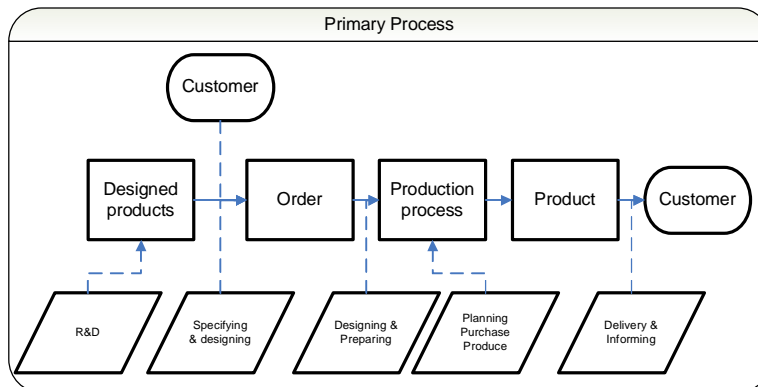 Primary Process
Customer
Designed
products
Order
Production
process
Product
Customer
R&D
Specifying
& designing
Designing &
Preparing
Planning
Purchase
Produce
Delivery &
Informing